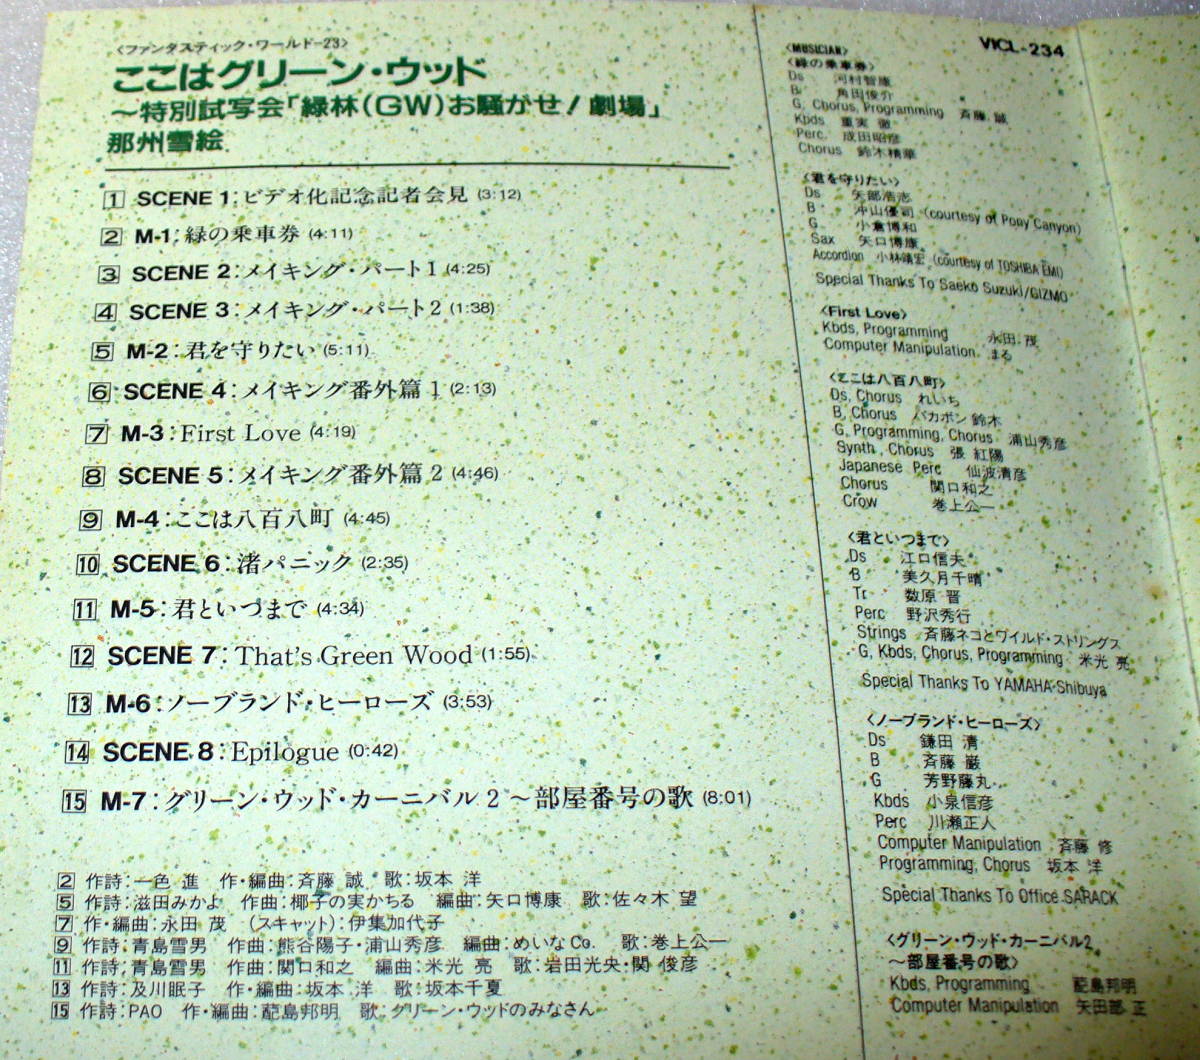 〈ファンタスティック・ワールド-23〉
ここはグリーン・ウッド
～特別試写会「緑林(GW)お騒がせ!劇場」
那州雪絵
1 SCENE 1:ビデオ化記念記者会見 (3:12)
2 M-1:緑の乗車券 (4:11)
3 SCENE 2:メイキング・パート1 (4:25)
4 SCENE 3:メイキング・パート2 (1:38)
5 M-2:君を守りたい (5:11)
6 SCENE 4:メイキング番外篇 1 (2:13)
7 M-3:First Love (4:19)
8 SCENE 5:メイキング番外篇 2 (4:46)
9 M-4:ここは八百八町 (4:45)
10 SCENE 6:渚パニック (2:35)
11 M-5:君といつまで (4:34)
12 SCENE 7:That's Green Wood (1:55)
13 M-6:ノーブランド・ヒーローズ (3:53)
14 SCENE 8:Epilogue (0:42)
15 M-7:グリーン・ウッド・カーニバル 2 ～部屋番号の歌 (8:01)
2 作詩:一色 進 作・編曲:斉藤 誠 歌:坂本 洋
5 作詩:滋田みかよ 作曲:椰子の実かちる 編曲:矢口博康 歌:佐々木 望
7 作・編曲:永田 茂 (スキャット):伊集加代子
9 作詩:青島雪男 作曲:熊谷陽子・浦山秀彦 編曲:めいなCo. 歌:巻上公一
11 作詩:青島雪男 作曲:関口和之 編曲:米光 亮 歌:岩田光央・関 俊彦
13 作詩:及川眠子 作・編曲:坂本 洋 歌:坂本千夏
15 作詩:PAO 作・編曲:蓜島邦明 歌:グリーン・ウッドのみなさん
VICL-234
〈MUSICIAN〉
〈緑の乗車券〉
Ds 河村智康
B 角田俊介
G, Chorus, Programming 斉藤 誠
Kbds 重実 徹
Perc. 成田昭彦
Chorus 鈴木精華
〈君を守りたい〉
Ds 矢部浩志
B 沖山優司 (courtesy of Pony Canyon)
G 小倉博和
Sax 矢口博康
Accordion 小林靖宏 (courtesy of TOSHIBA EMI)
Special Thanks To Saeko Suzuki/GIZMO
〈First Love〉
Kbds, Programming 永田 茂
Computer Manipulation まる
〈ここは八百八町〉
Ds, Chorus れいち
B, Chorus バカボン 鈴木
G, Programming, Chorus 浦山秀彦
Synth, Chorus 張 紅陽
Japanese Perc 仙波清彦
Chorus 関口和之
Crow 巻上公一
〈君といつまで〉
Ds 江口信夫
B 美久月千晴
Tr 数原 晋
Perc 野沢秀行
Strings 斉藤ネコとワイルド・ストリングス
G, Kbds, Chorus, Programming 米光 亮
Special Thanks To YAMAHA Shibuya
〈ノーブランド・ヒーローズ〉
Ds 鎌田 清
B 斉藤 巌
G 芳野藤丸
Kbds 小泉信彦
Perc 川瀬正人
Computer Manipulation 斉藤 修
Programming, Chorus 坂本 洋
Special Thanks To Office SARACK
〈グリーン・ウッド・カーニバル2
～部屋番号の歌〉
Kbds, Programming 蓜島邦明
Computer Manipulation 矢田部 正